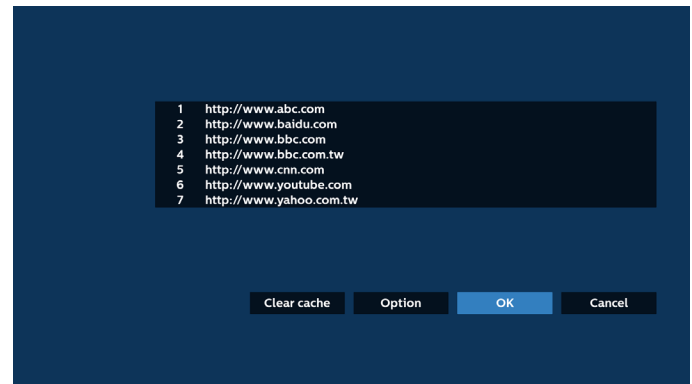 1 http://www.abc.com
2 http://www.baidu.com
3 http://www.bbc.com
4 http://www.bbc.com.tw
5 http://www.cnn.com
6 http://www.youtube.com
7 http://www.yahoo.com.tw
Clear cache Option OK Cancel